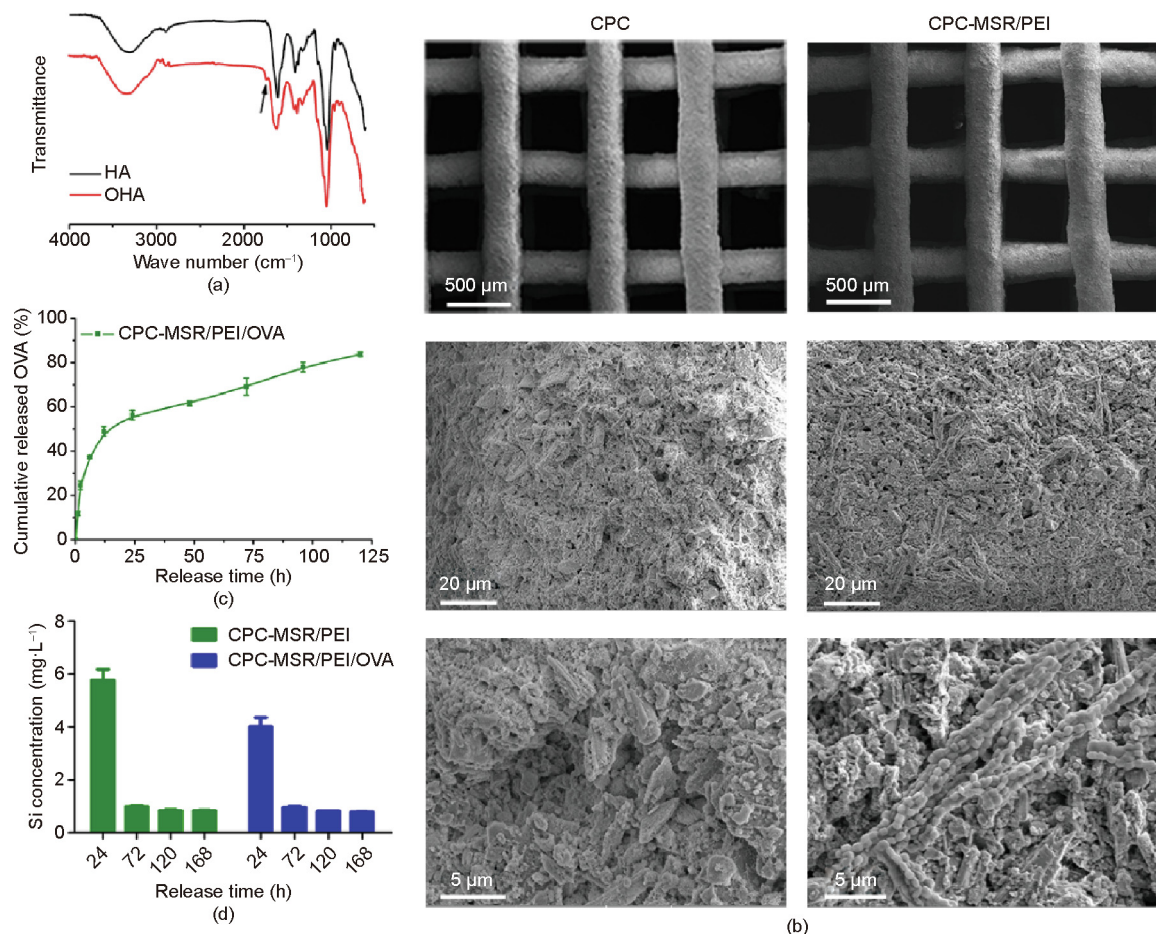 Transmittance
HA
OHA
4000 3000 2000 1000
Wave number (cm⁻¹)
(a)
CPC
CPC-MSR/PEI
500 μm
500 μm
20 μm
20 μm
5 μm
5 μm
(b)
Cumulative released OVA (%)
100
80
60
40
20
0
CPC-MSR/PEI/OVA
0 25 50 75 100 125
Release time (h)
(c)
Si concentration (mg·L⁻¹)
8
6
4
2
0
CPC-MSR/PEI
CPC-MSR/PEI/OVA
24 72 120 168 24 72 120 168
Release time (h)
(d)